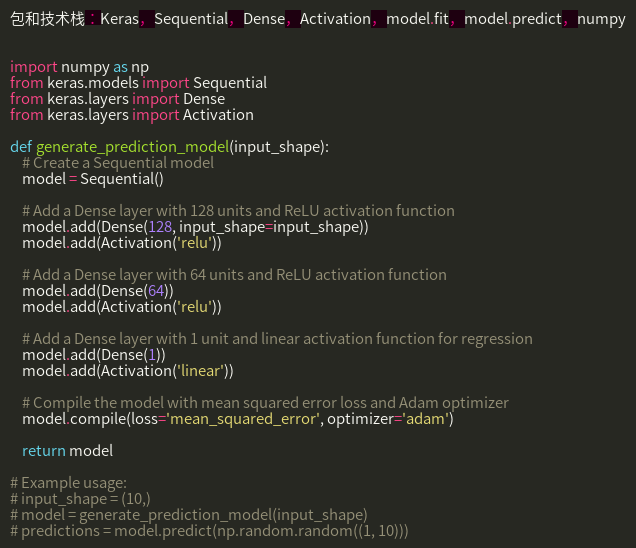 包和技术栈：Keras，Sequential，Dense，Activation，model.fit，model.predict，numpy
import numpy as np
from keras.models import Sequential
from keras.layers import Dense
from keras.layers import Activation
def generate_prediction_model(input_shape):
# Create a Sequential model
model = Sequential()
# Add a Dense layer with 128 units and ReLU activation function
model.add(Dense(128, input_shape=input_shape))
model.add(Activation('relu'))
# Add a Dense layer with 64 units and ReLU activation function
model.add(Dense(64))
model.add(Activation('relu'))
# Add a Dense layer with 1 unit and linear activation function for regression
model.add(Dense(1))
model.add(Activation('linear'))
# Compile the model with mean squared error loss and Adam optimizer
model.compile(loss='mean_squared_error', optimizer='adam')
return model
# Example usage:
# input_shape = (10,)
# model = generate_prediction_model(input_shape)
# predictions = model.predict(np.random.random((1, 10)))